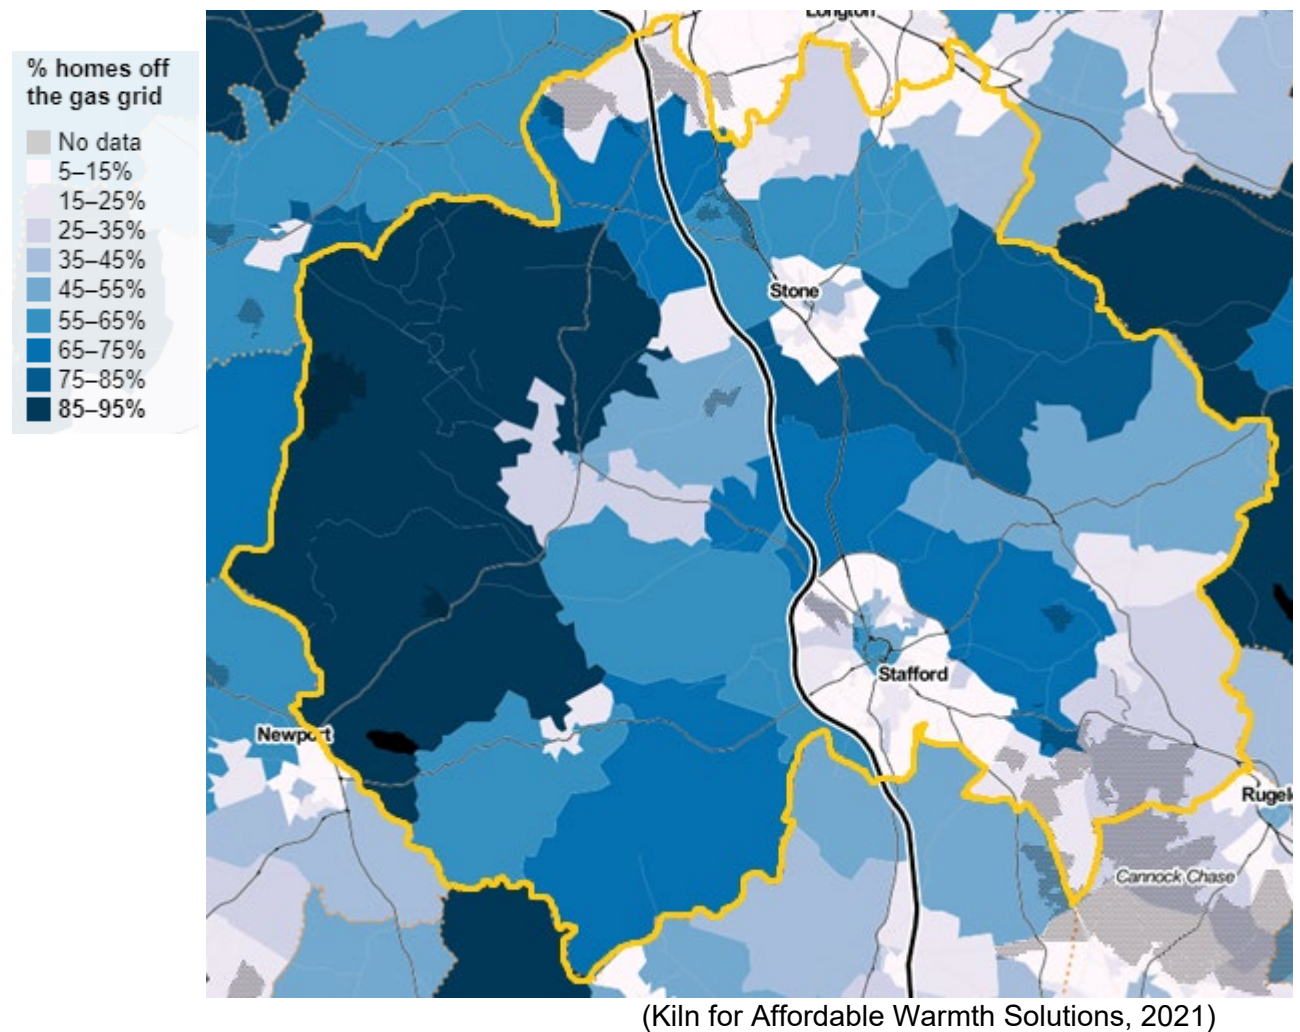 % homes off
the gas grid
No data
5–15%
15–25%
25–35%
35–45%
45–55%
55–65%
65–75%
75–85%
85–95%
Longton
Stone
Stafford
Newport
Rugel
Cannock Chase
(Kiln for Affordable Warmth Solutions, 2021)